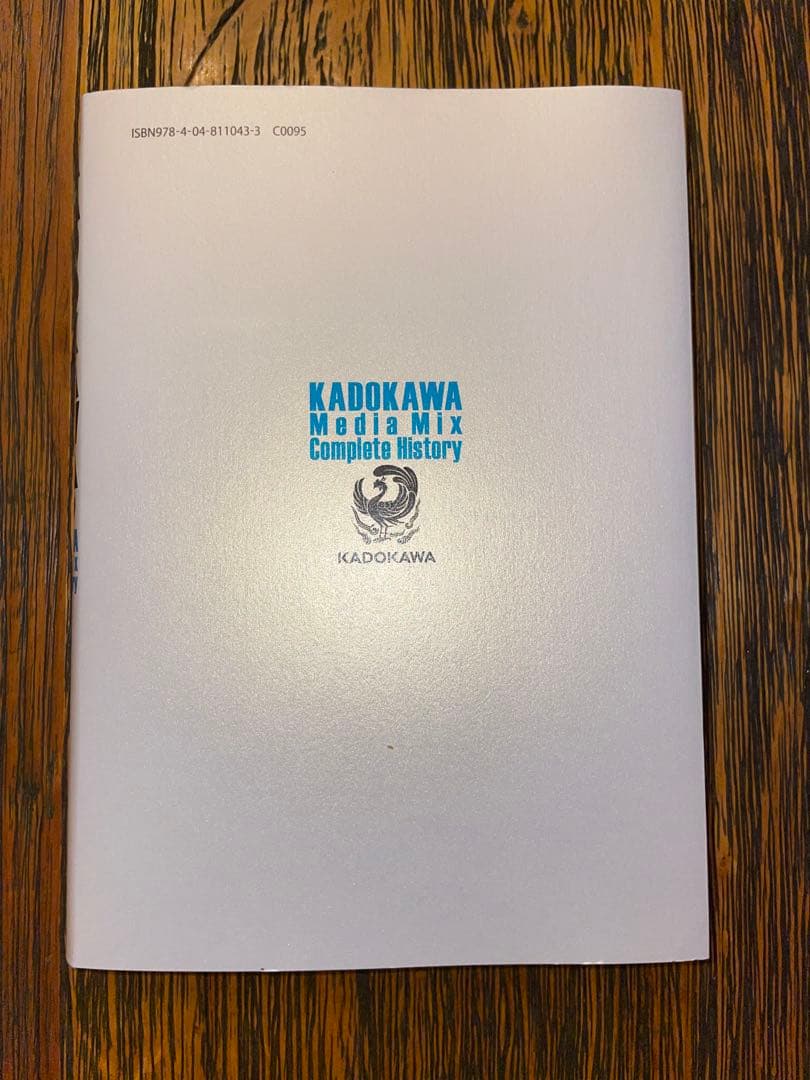 ISBN978-4-04-811043-3 C0095
KADOKAWA
Media Mix
Complete History
KADOKAWA